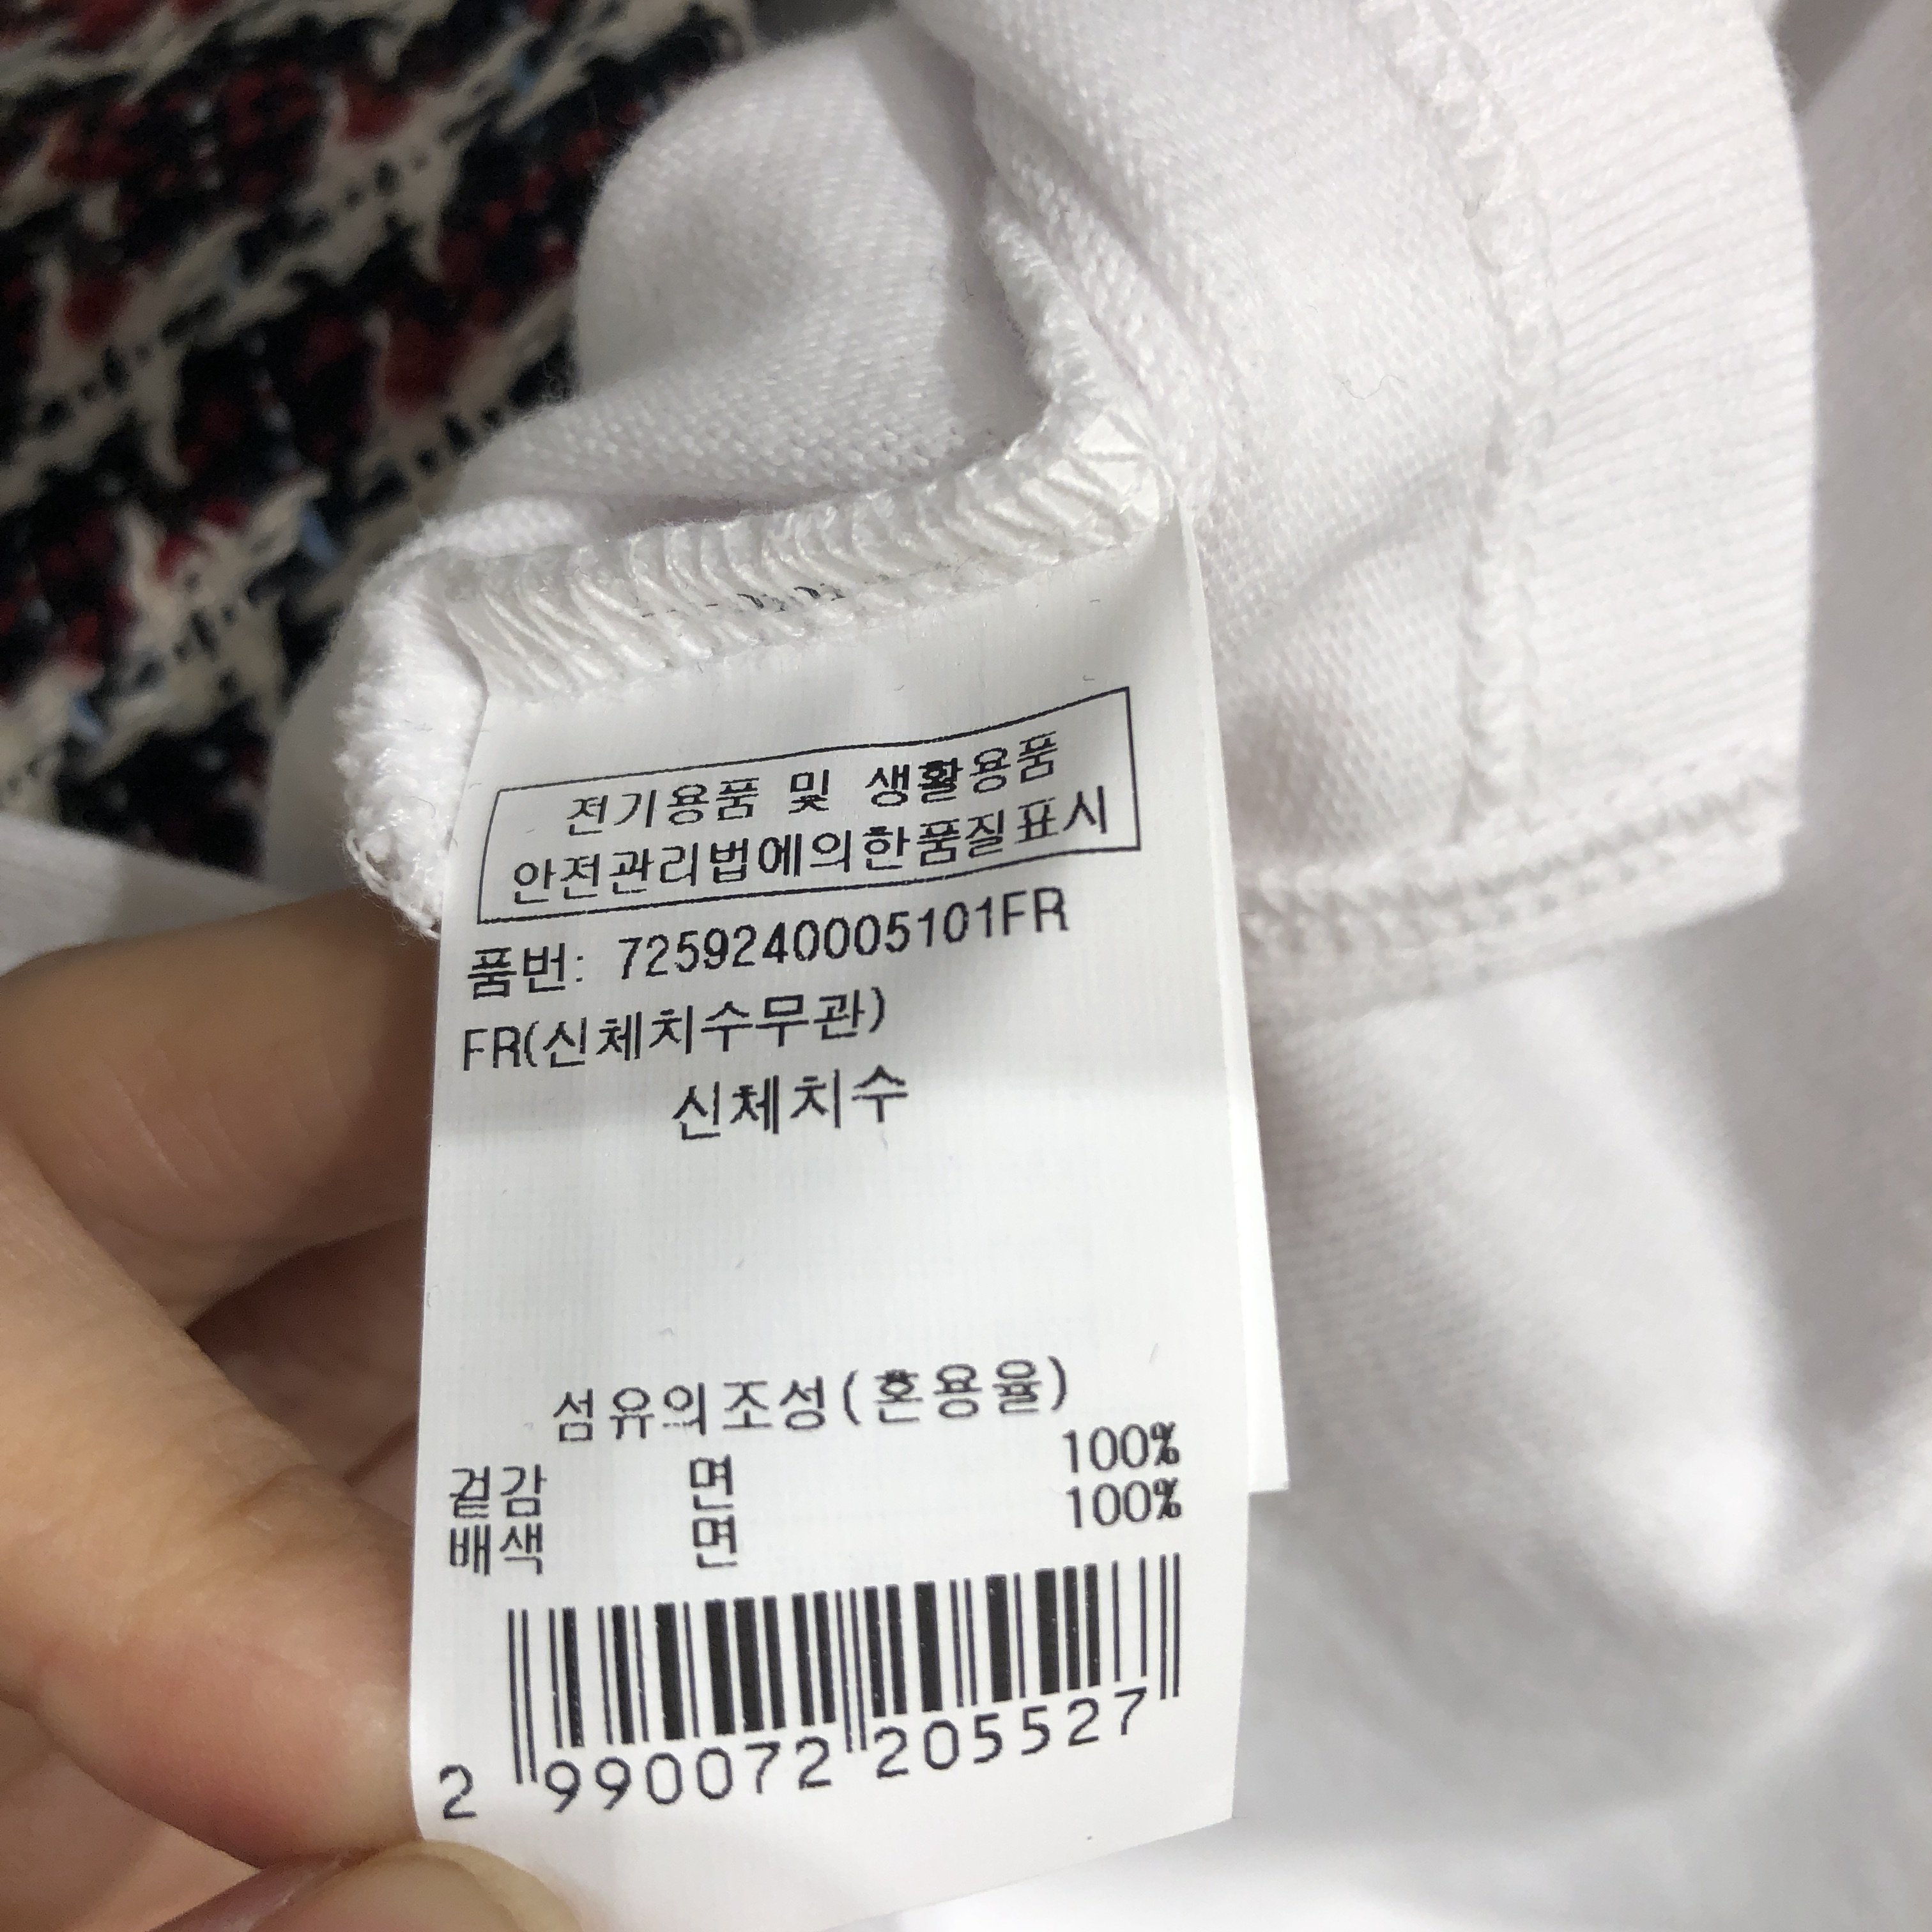 전기용품 및 생활용품
안전관리법에의한품질표시
품번: 7259240005101FR
FR(신체치수무관)
신체치수
섬유의조성(혼용율)
겉감 면 100%
배색 면 100%
2 990072 205527